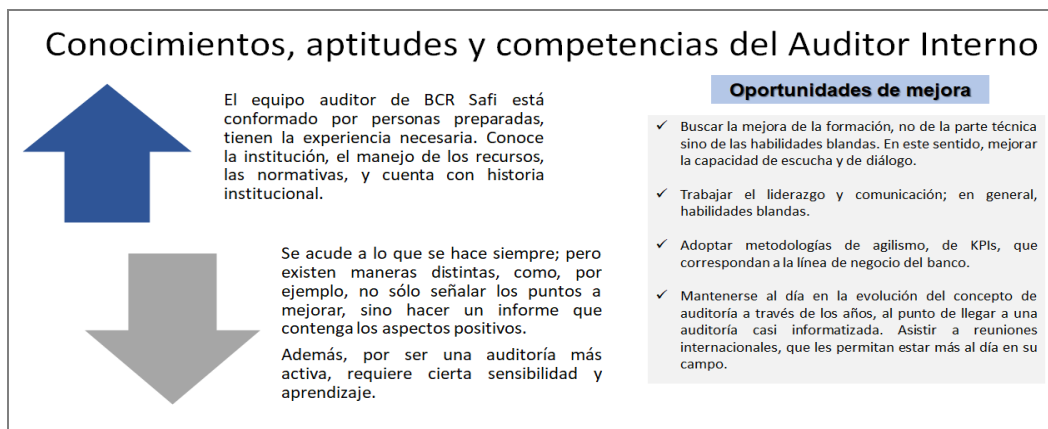 Conocimientos, aptitudes y competencias del Auditor Interno
El equipo auditor de BCR Safi está
conformado por personas preparadas,
tienen la experiencia necesaria. Conoce
la institución, el manejo de los recursos,
las normativas, y cuenta con historia
institucional.
Se acude a lo que se hace siempre; pero
existen maneras distintas, como, por
ejemplo, no sólo señalar los puntos a
mejorar, sino hacer un informe que
contenga los aspectos positivos.
Además, por ser una auditoría más
activa, requiere cierta sensibilidad y
aprendizaje.
Oportunidades de mejora
✓ Buscar la mejora de la formación, no de la parte técnica
sino de las habilidades blandas. En este sentido, mejorar
la capacidad de escucha y de diálogo.
✓ Trabajar el liderazgo y comunicación; en general,
habilidades blandas.
✓ Adoptar metodologías de agilismo, de KPIs, que
correspondan a la línea de negocio del banco.
✓ Mantenerse al día en la evolución del concepto de
auditoría a través de los años, al punto de llegar a una
auditoría casi informatizada. Asistir a reuniones
internacionales, que les permitan estar más al día en su
campo.